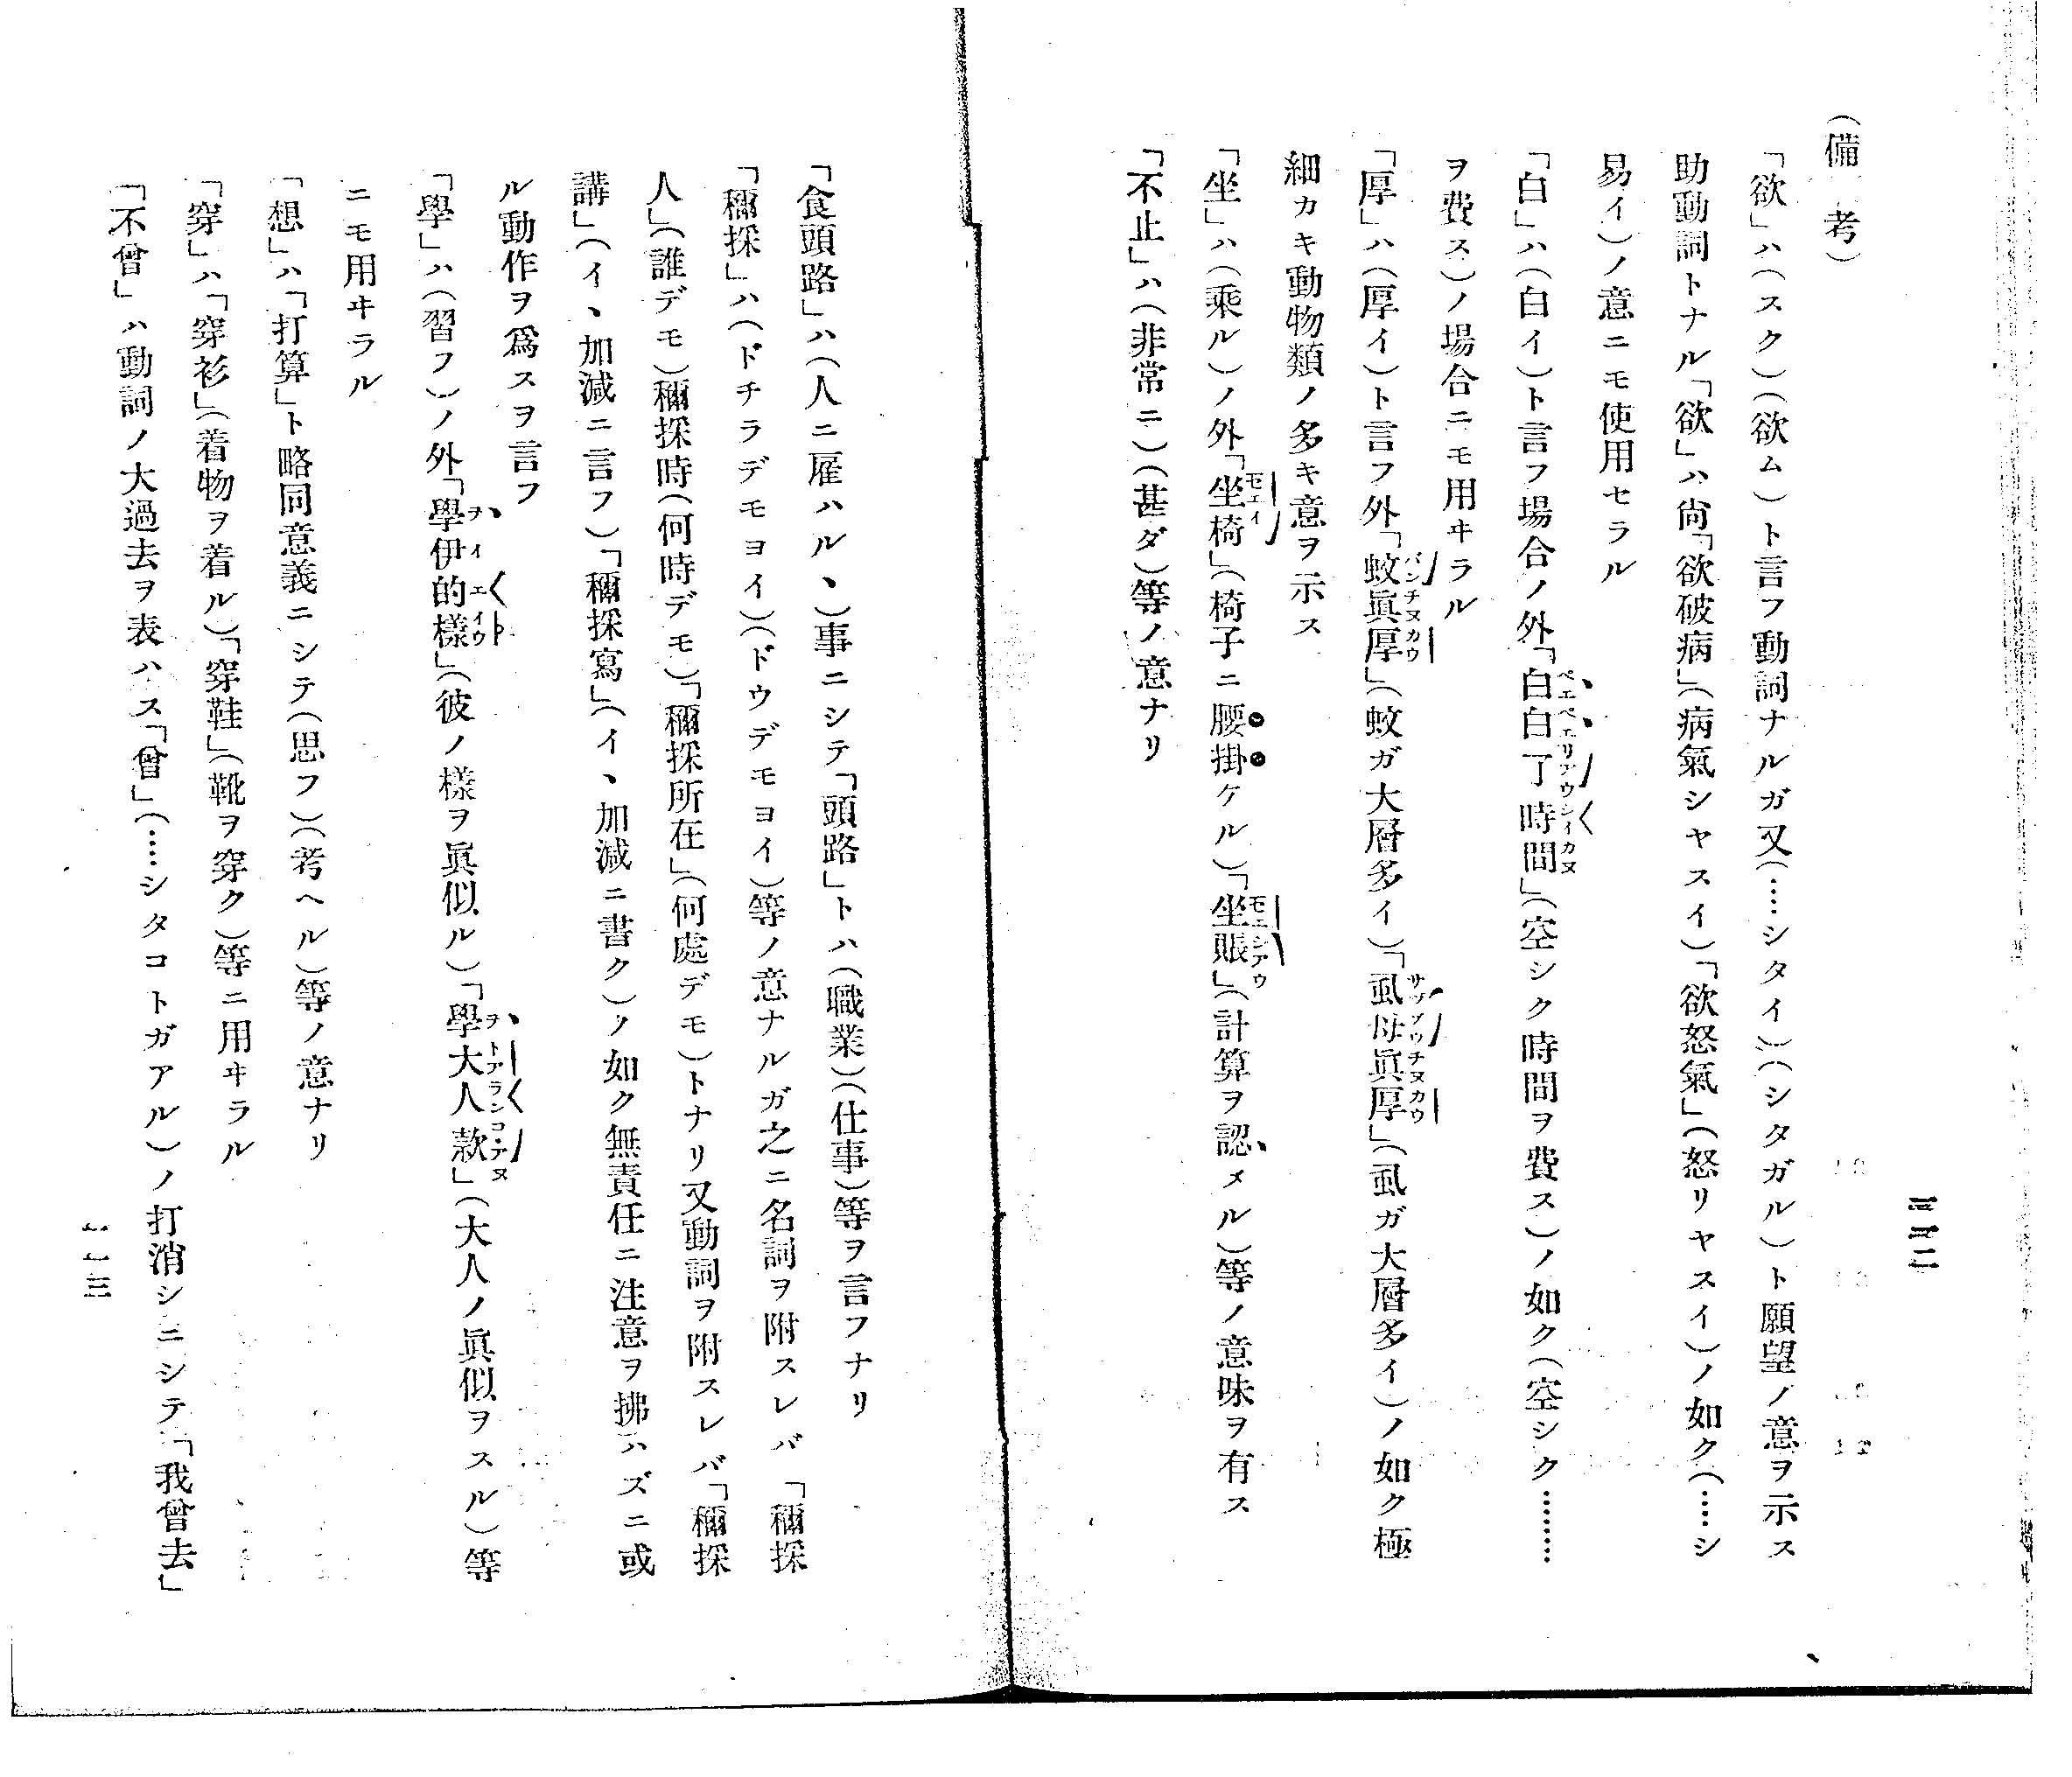 (備考)
「欲」ハ(スク)(欲ム)ト言フ動詞ナルガ又(……シタイ)(シタガル)ト願望ノ意ヲ示ス
助動詞トナル「欲」ハ尙「欲破病」(病氣シヤスイ)「欲怒氣」(怒リヤスイ)ノ如ク(……シ
易イ)ノ意ニモ使用セラル
「白」ハ(白イ)ト言フ場合ノ外「白白了時間」(空シク時間ヲ費ス)ノ如ク(空シク………
ヲ費ス)ノ場合ニモ用ヰラル
「厚」ハ(厚イ)ト言フ外「蚊眞厚」(蚊ガ大層多イ)「虱母眞厚」(虱ガ大層多イ)ノ如ク極
細カキ動物類ノ多キ意ヲ示ス
「坐」ハ(乘ル)ノ外「坐椅」(椅子ニ腰掛ケル)「坐賬」(計算ヲ認メル)等ノ意味ヲ有ス
「不止」ハ(非常ニ)(甚ダ)等ノ意ナリ
「食頭路」ハ(人ニ雇ハルヽ)事ニシテ「頭路」トハ(職業)(仕事)等ヲ言フナリ
「穪採」ハ(ドチラデモヨイ)(ドウデモヨイ)等ノ意ナルガ之ニ名詞ヲ附スレバ「穪採
人」(誰デモ)穪採時(何時デモ)「穪採所在」(何處デモ)トナリ又動詞ヲ附スレバ「穪採
講」(イヽ加減ニ言フ)「穪採寫」(イヽ加減ニ書ク)ノ如ク無責任ニ注意ヲ拂ハズニ或
ル動作ヲ爲スヲ言フ
「學」ハ(習フ)ノ外「學伊的樣」(彼ノ樣ヲ眞似ル)「學大人款」(大人ノ眞似ヲスル)等
ニモ用ヰラル
「想」ハ「打算」ト略同意義ニシテ(思フ)(考ヘル)等ノ意ナリ
「穿」ハ「穿衫」(着物ヲ着ル)「穿鞋」(靴ヲ穿ク)等ニ用ヰラル
「不曾」ハ動詞ノ大過去ヲ表ハス「曾」(……シタコトガアル)ノ打消シニシテ「我曾去」